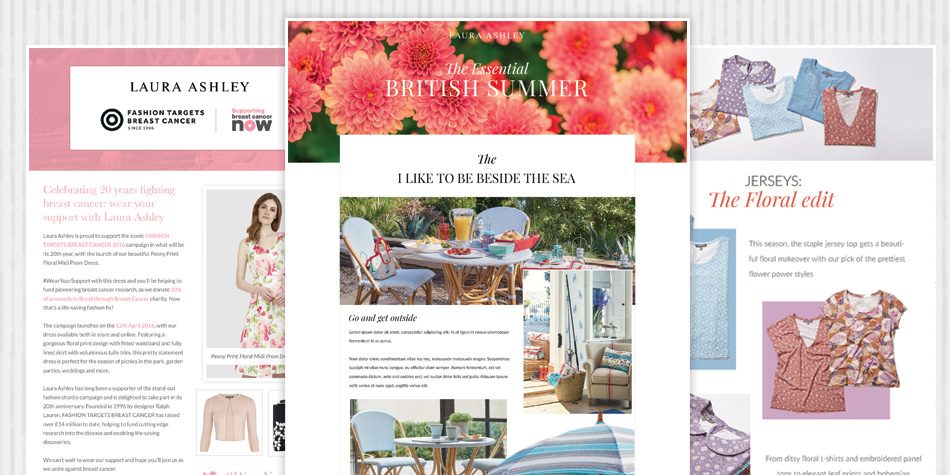 LAURA ASHLEY
FASHION TARGETS
BREAST CANCER
SINCE 1996
Supporting
breast cancer
now
Celebrating 20 years fighting
breast cancer: wear your
support with Laura Ashley
Laura Ashley is proud to support the iconic FASHION
TARGETS BREAST CANCER 2016 campaign in what will be
its 20th year, with the launch of our beautiful Peony Print
Floral Midi Prom Dress.
#WearYourSupport with this dress and you'll be helping to
fund pioneering breast cancer research, as we donate 30%
of proceeds to Breakthrough Breast Cancer charity. Now
that's a life-saving fashion fix!
The campaign launches on the 12th April 2016, with our
dress available both in store and online. Featuring a
gorgeous floral print design with fitted waistband and fully
lined skirt with voluminous tulle trim, this pretty statement
dress is perfect for the season of picnics in the park, garden
parties, weddings and more.
Laura Ashley has long been a supporter of the stand-out
fashion charity campaign and is delighted to take part in its
20th anniversary. Founded in 1996 by designer Ralph
Lauren, FASHION TARGETS BREAST CANCER has raised
over £14 million to date, helping to fund cutting edge
research into the disease and enabling life-saving
discoveries.
We can't wait to wear our support and hope you'll join us as
we unite against breast cancer.
Peony Print Floral Midi Prom D
LAURA ASHLEY
The Essential
BRITISH SUMMER
The
I LIKE TO BE BESIDE THE SEA
Go and get outside
Lorem ipsum dolor sit amet, consectetur adipiscing elit. In at ligula in neque ullamcorper
fermentum id ac purus.
Nam dolor enim, condimentum vitae leo nec, malesuada malesuada magna. Suspendisse
suscipit mi vitae nunc congue, eu efficitur diam semper. Aenean fermentum, est vel
commodo dictum, ante orci sodales orci, vel auctor dolor felis sed justo. Aliquam ipsum
velit, varius et nunc eget, sagittis varius elit.
JERSEYS:
The Floral edit
This season, the staple jersey top gets a beauti-
ful floral makeover with our pick of the prettiest
flower power styles
From ditsy floral t-shirts and embroidered panel
tops to elegant leaf prints and bohemian